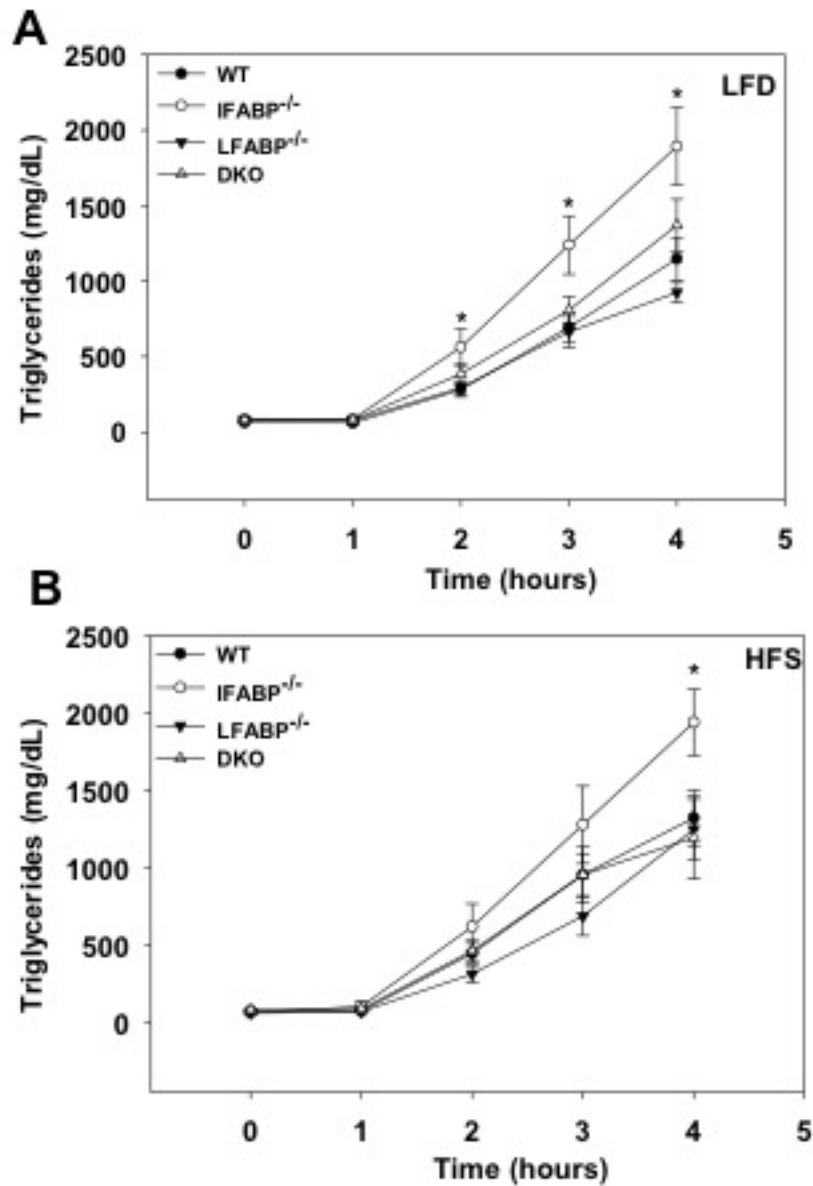 A
LFD
WT
IFABP-/-
LFABP-/-
DKO
* * *
Triglycerides (mg/dL)
2500
2000
1500
1000
500
0
0 1 2 3 4 5
Time (hours)
B
HFS
WT
IFABP-/-
LFABP-/-
DKO
*
Triglycerides (mg/dL)
2500
2000
1500
1000
500
0
0 1 2 3 4 5
Time (hours)